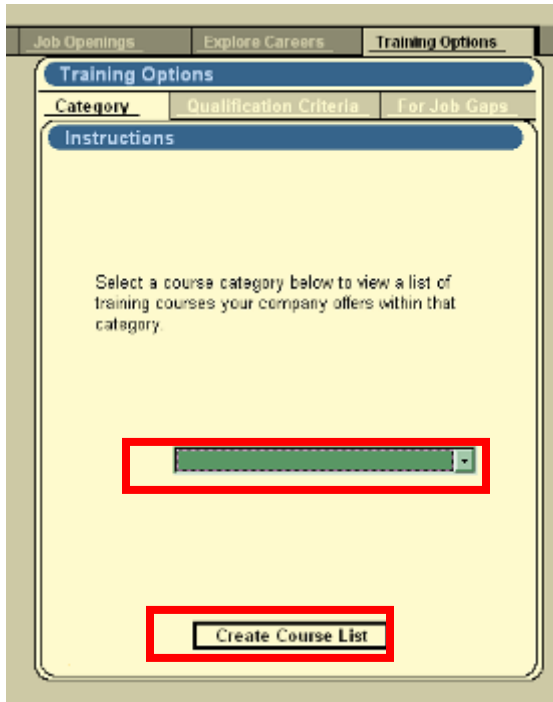 Job Openings Explore Careers Training Options
Training Options
Category Qualification Criteria For Job Gaps
Instructions
Select a course category below to view a list of
training courses your company offers within that
category.
Create Course List